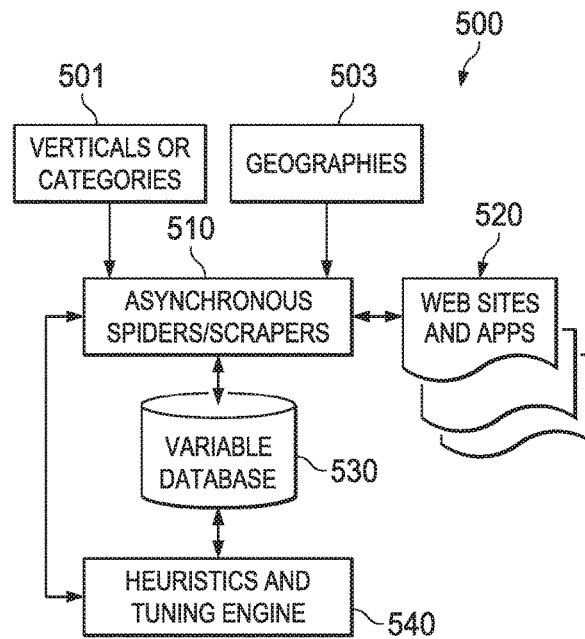 500
501
503
VERTICALS OR
CATEGORIES
GEOGRAPHIES
510
520
ASYNCHRONOUS
SPIDERS/SCRAPERS
WEB SITES
AND APPS
VARIABLE
DATABASE
530
HEURISTICS AND
TUNING ENGINE
540